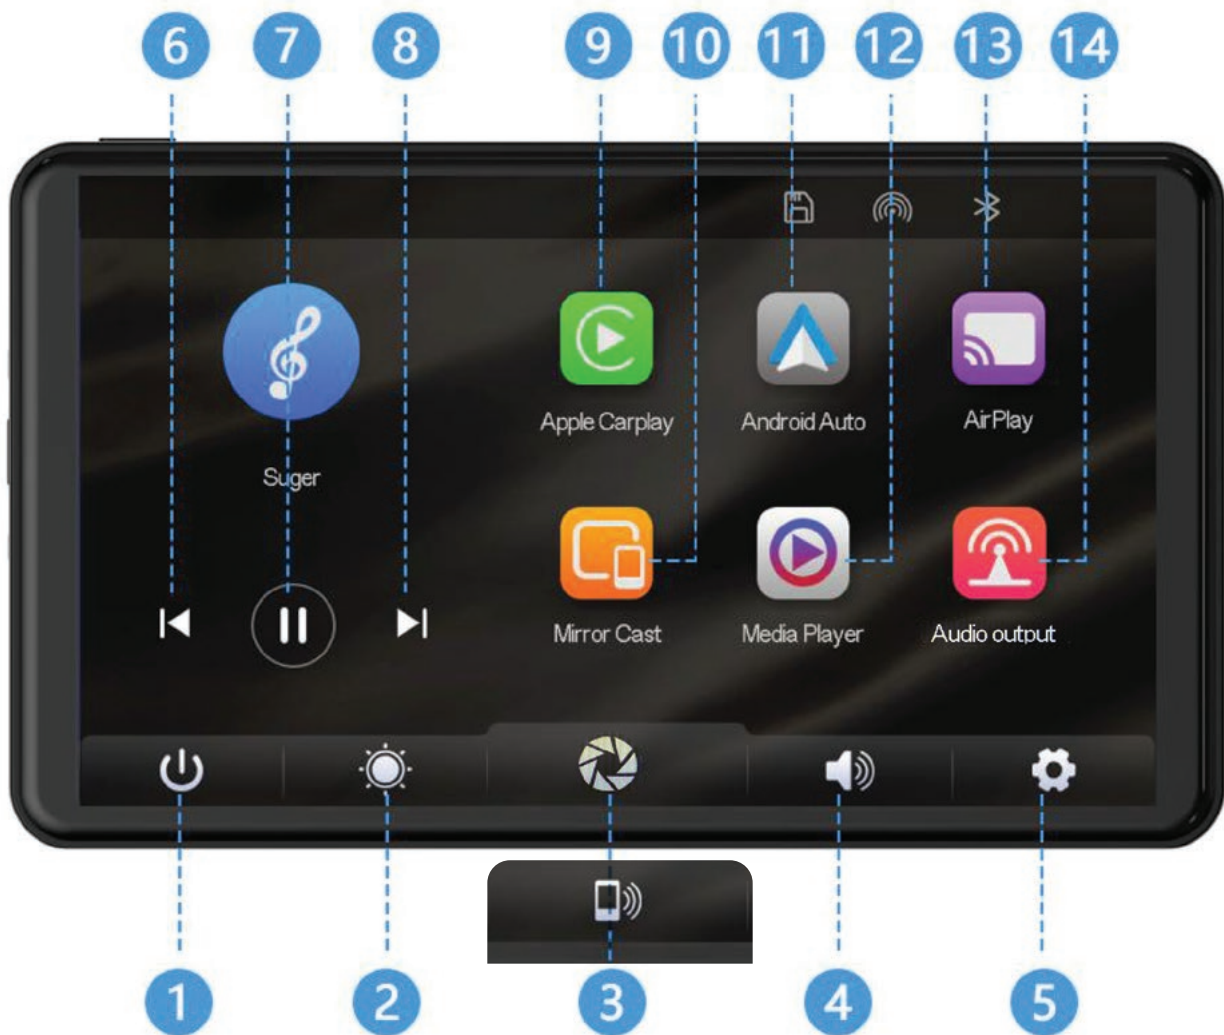 6 7 8 9 10 11 12 13 14
Apple Carplay Android Auto AirPlay
Suger
Mirror Cast Media Player Audio output
1 2 3 4 5